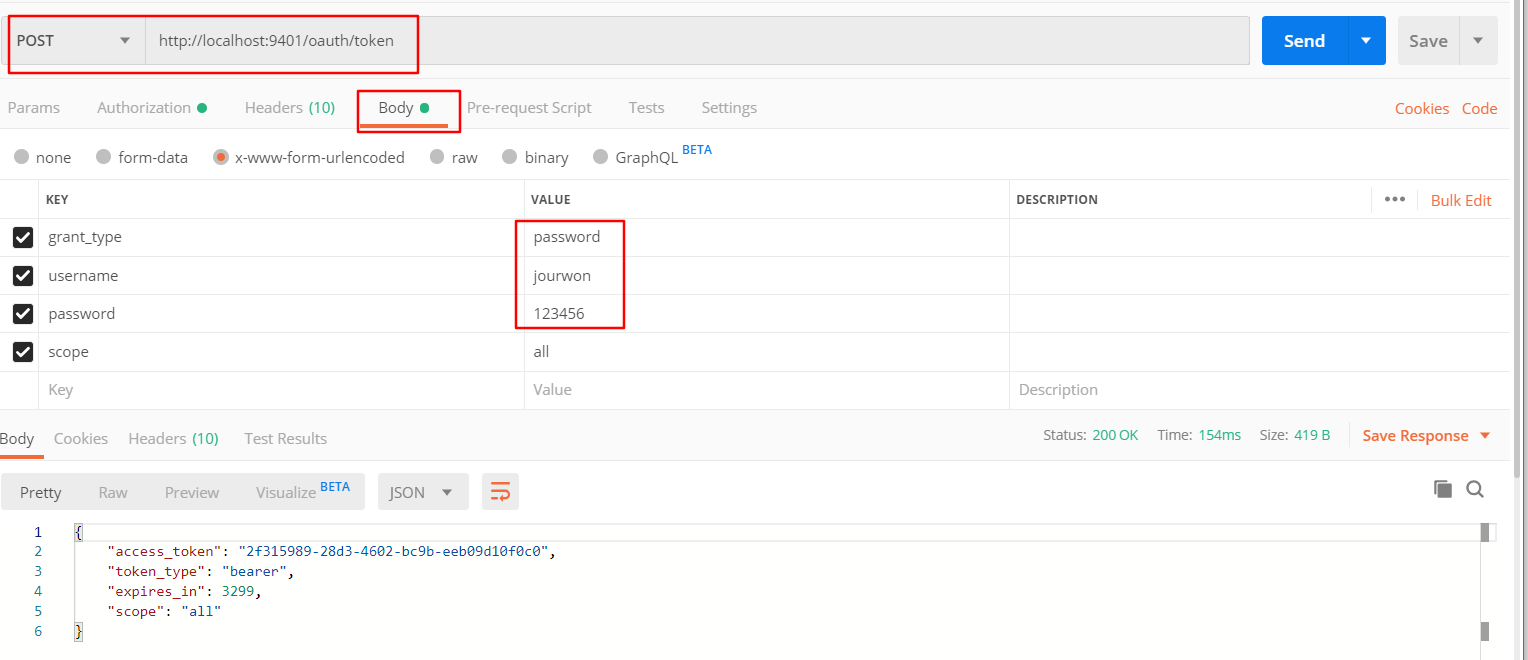 POST http://localhost:9401/oauth/token Send Save
Params Authorization Headers (10) Body Pre-request Script Tests Settings Cookies Code
none form-data x-www-form-urlencoded raw binary GraphQL BETA
KEY VALUE DESCRIPTION ••• Bulk Edit
grant_type password
username jourwon
password 123456
scope all
Key Value Description
Body Cookies Headers (10) Test Results Status: 200 OK Time: 154ms Size: 419 B Save Response
Pretty Raw Preview Visualize BETA JSON
1 {
2 "access_token": "2f315989-28d3-4602-bc9b-eeb09d10f0c0",
3 "token_type": "bearer",
4 "expires_in": 3299,
5 "scope": "all"
6 }